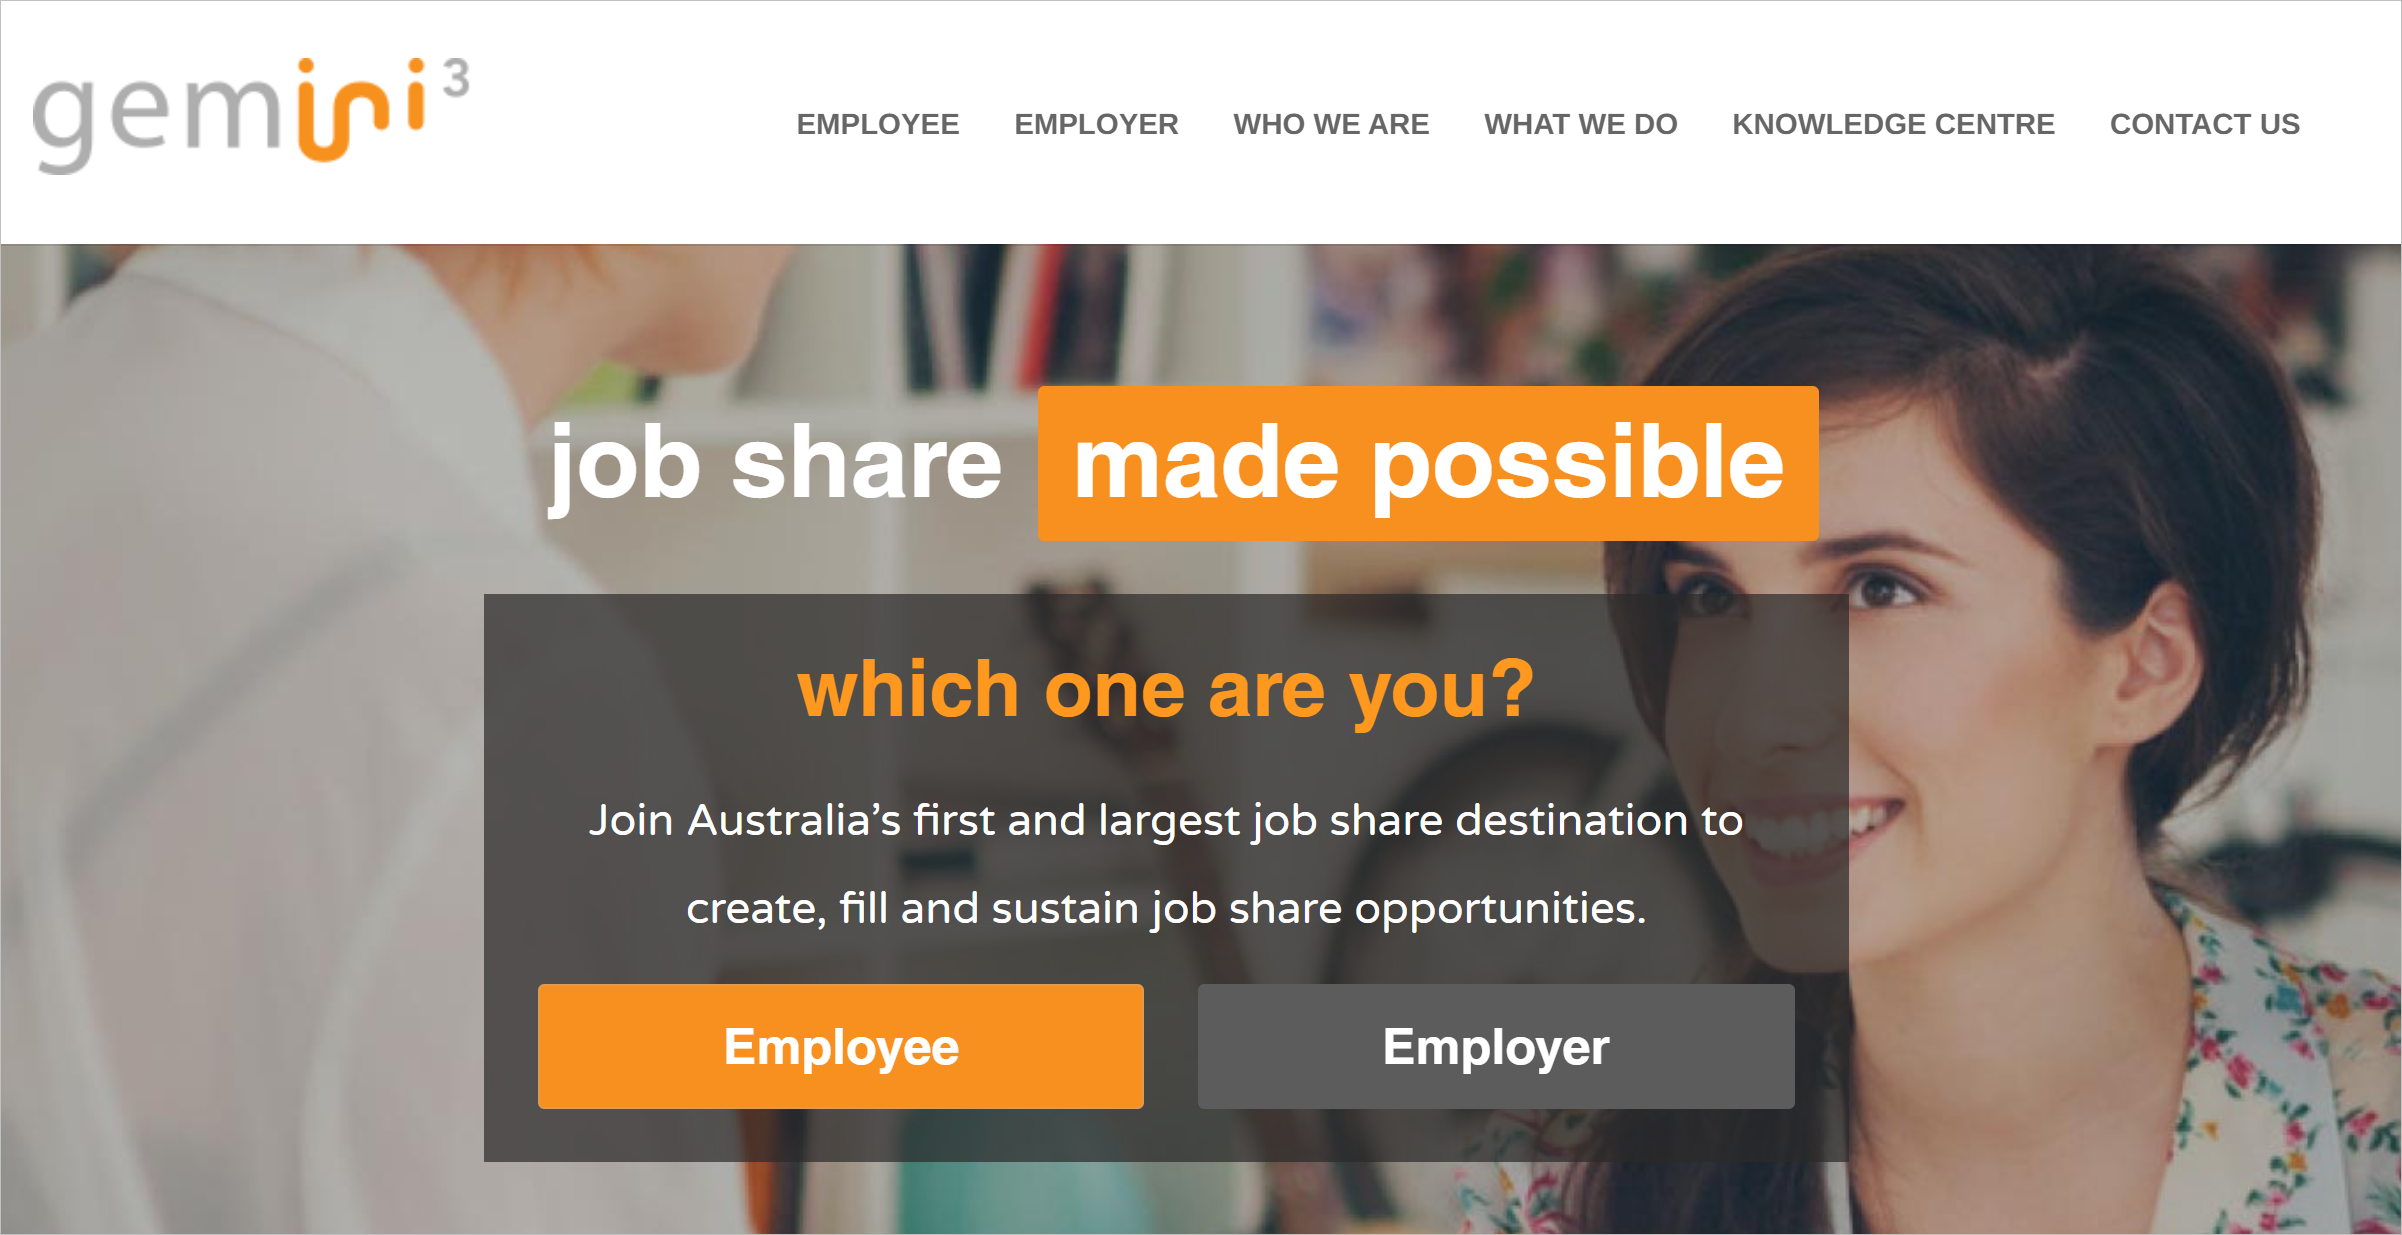 gemini³
EMPLOYEE EMPLOYER WHO WE ARE WHAT WE DO KNOWLEDGE CENTRE CONTACT US
job share made possible
which one are you?
Join Australia’s first and largest job share destination to
create, fill and sustain job share opportunities.
Employee Employer